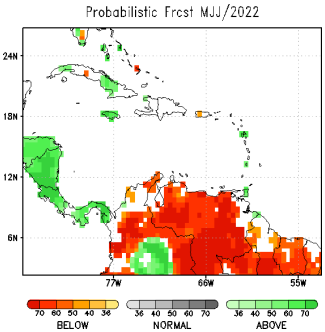 Probabilistic Frcst MJJ/2022
24N
18N
12N
6N
77W 66W 55W
70 60 50 40 36 36 40 50 60 70 36 40 50 60 70
BELOW NORMAL ABOVE